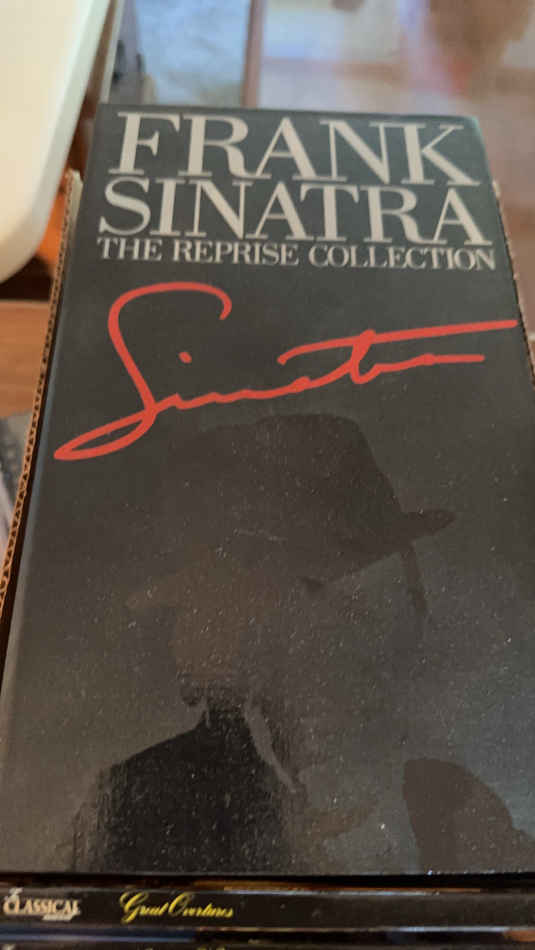 FRANK
SINATRA
THE REPRISE COLLECTION
Sinatra
CLASSICAL
Great Overtures